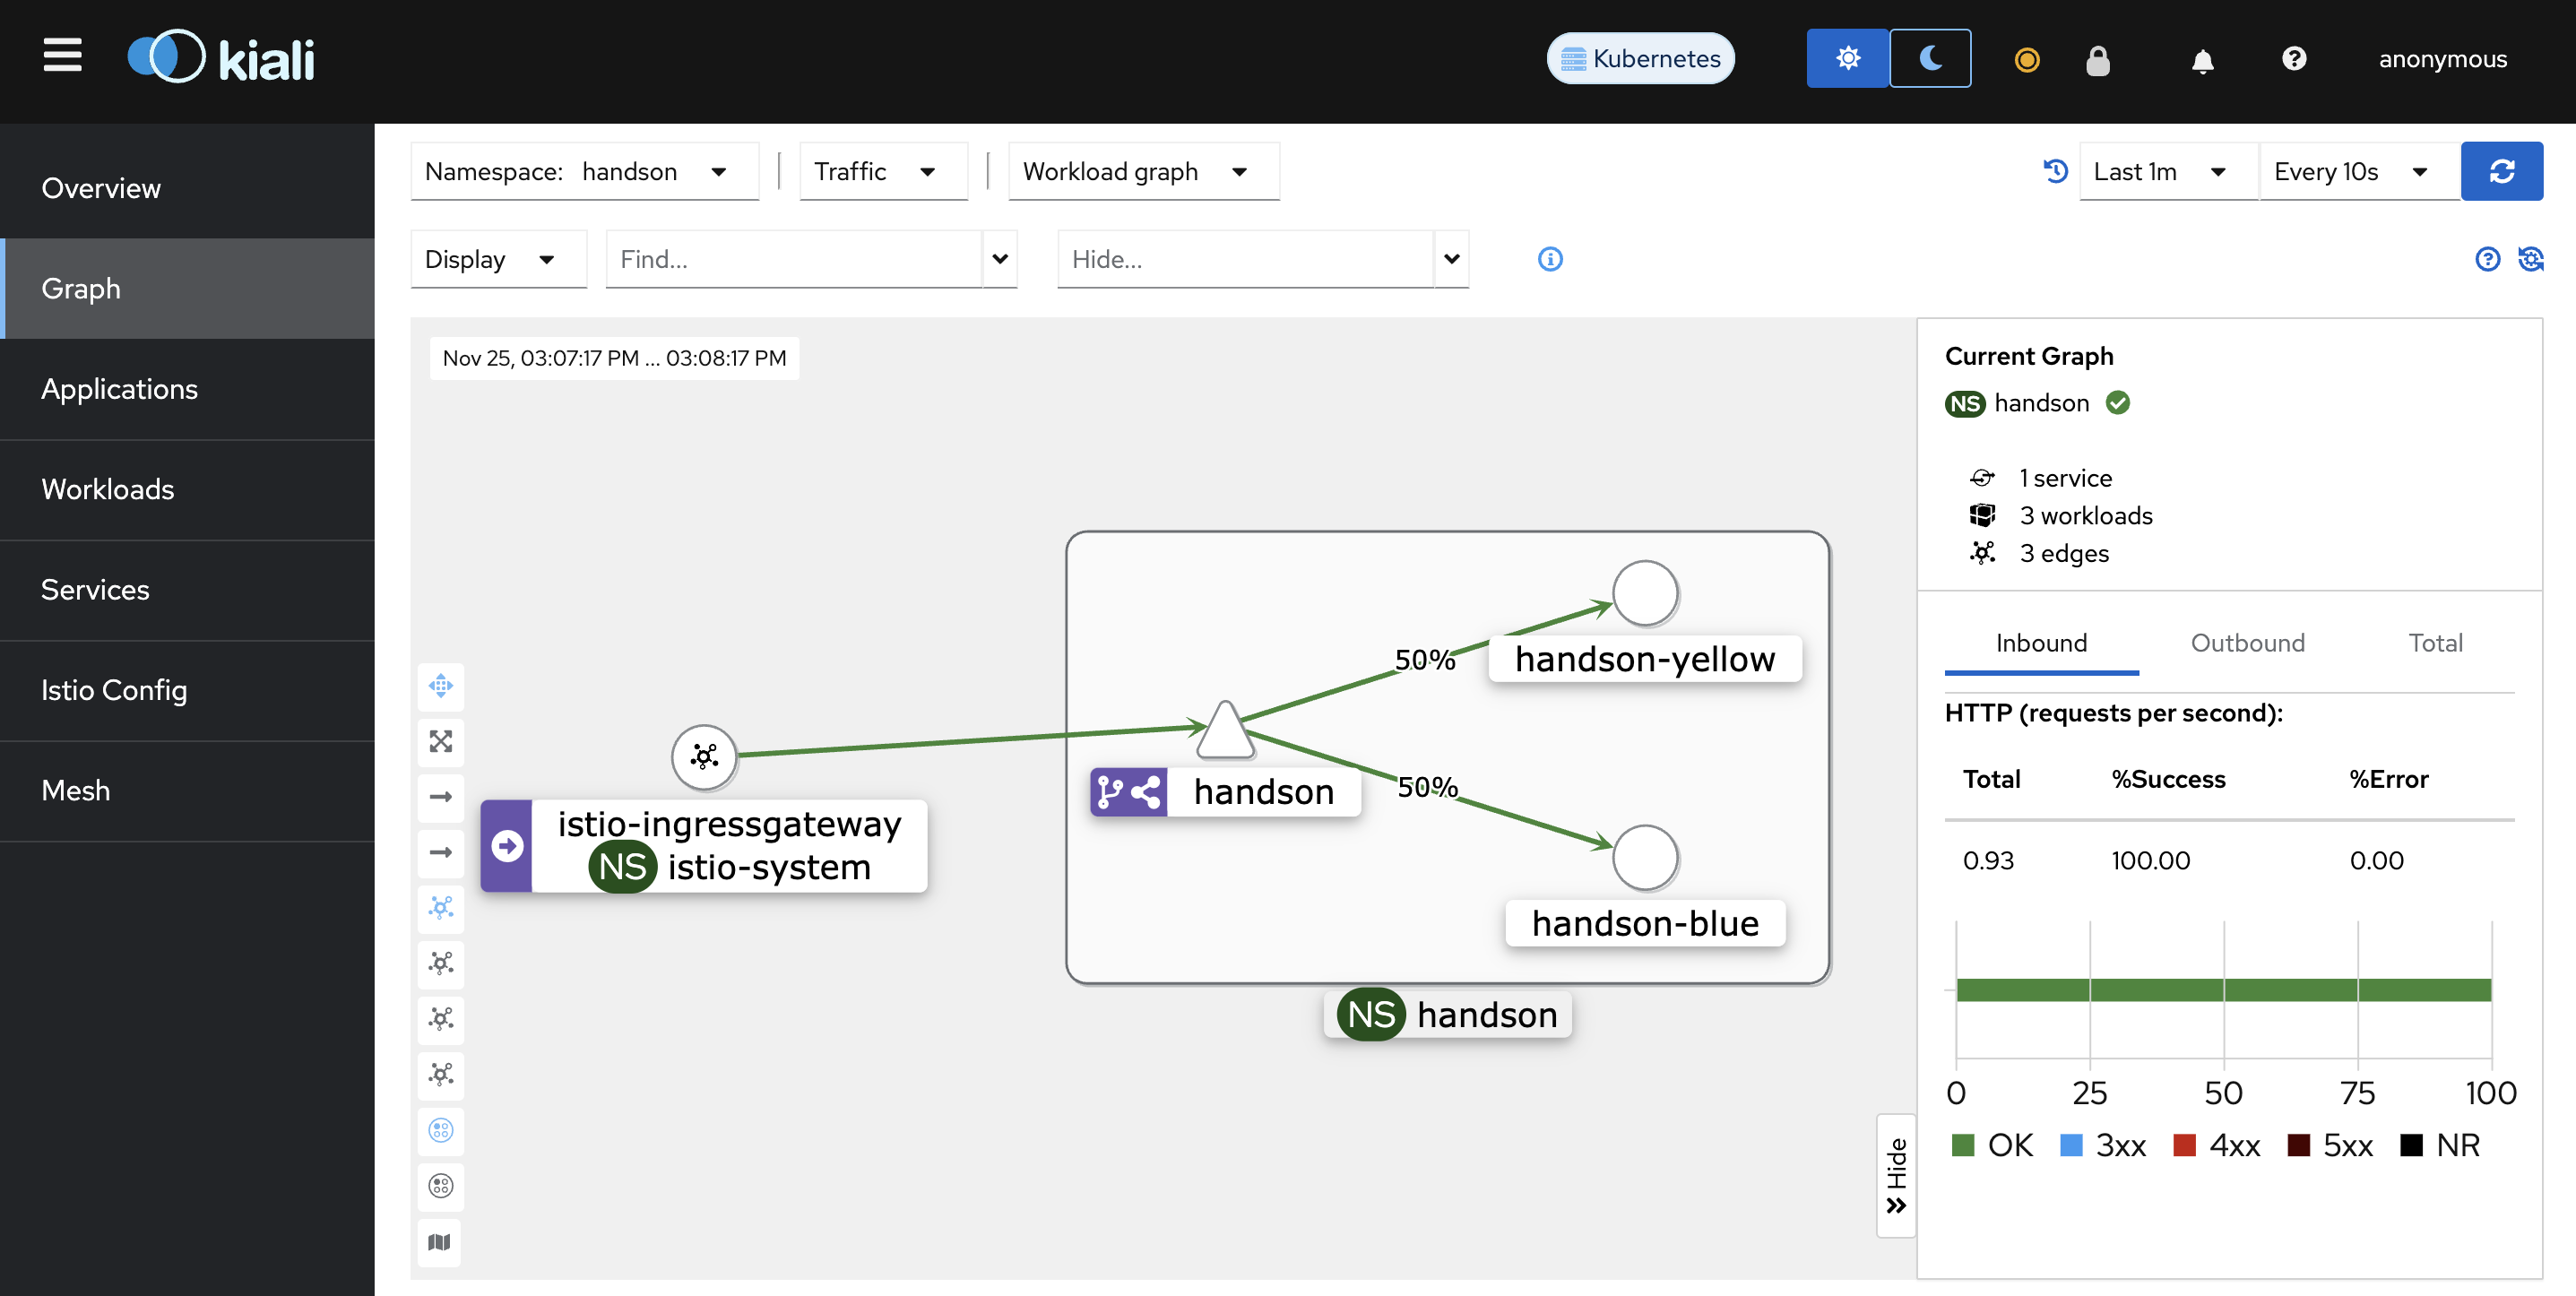 kiali
Kubernetes
anonymous
Overview
Graph
Applications
Workloads
Services
Istio Config
Mesh
Namespace: handson
Traffic
Workload graph
Last 1m
Every 10s
Display
Find...
Hide...
Nov 25, 03:07:17 PM ... 03:08:17 PM
istio-ingressgateway
NS istio-system
handson
50%
50%
handson-yellow
handson-blue
NS handson
Hide
Current Graph
NS handson
1 service
3 workloads
3 edges
Inbound Outbound Total
HTTP (requests per second):
Total %Success %Error
0.93 100.00 0.00
0 25 50 75 100
OK 3xx 4xx 5xx NR